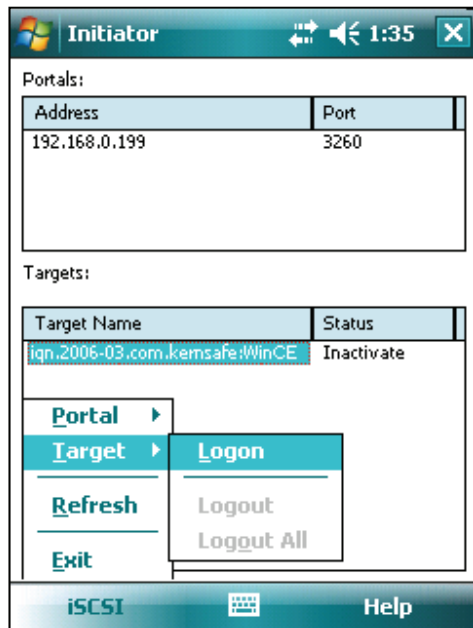 Initiator 1:35
Portals:
Address Port
192.168.0.199 3260
Targets:
Target Name Status
iqn.2006-03.com.kernsafe:WinCE Inactivate
Portal
Target Logon
Refresh Logout
Logout All
Exit
iSCSI Help